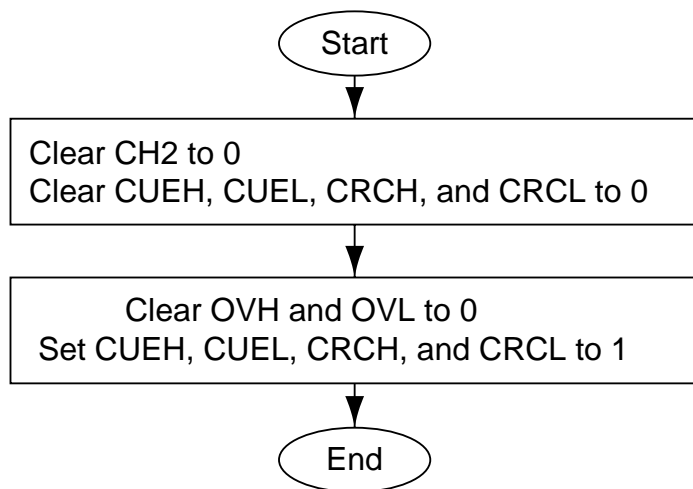 Start
Clear CH2 to 0
Clear CUEH, CUEL, CRCH, and CRCL to 0
Clear OVH and OVL to 0
Set CUEH, CUEL, CRCH, and CRCL to 1
End